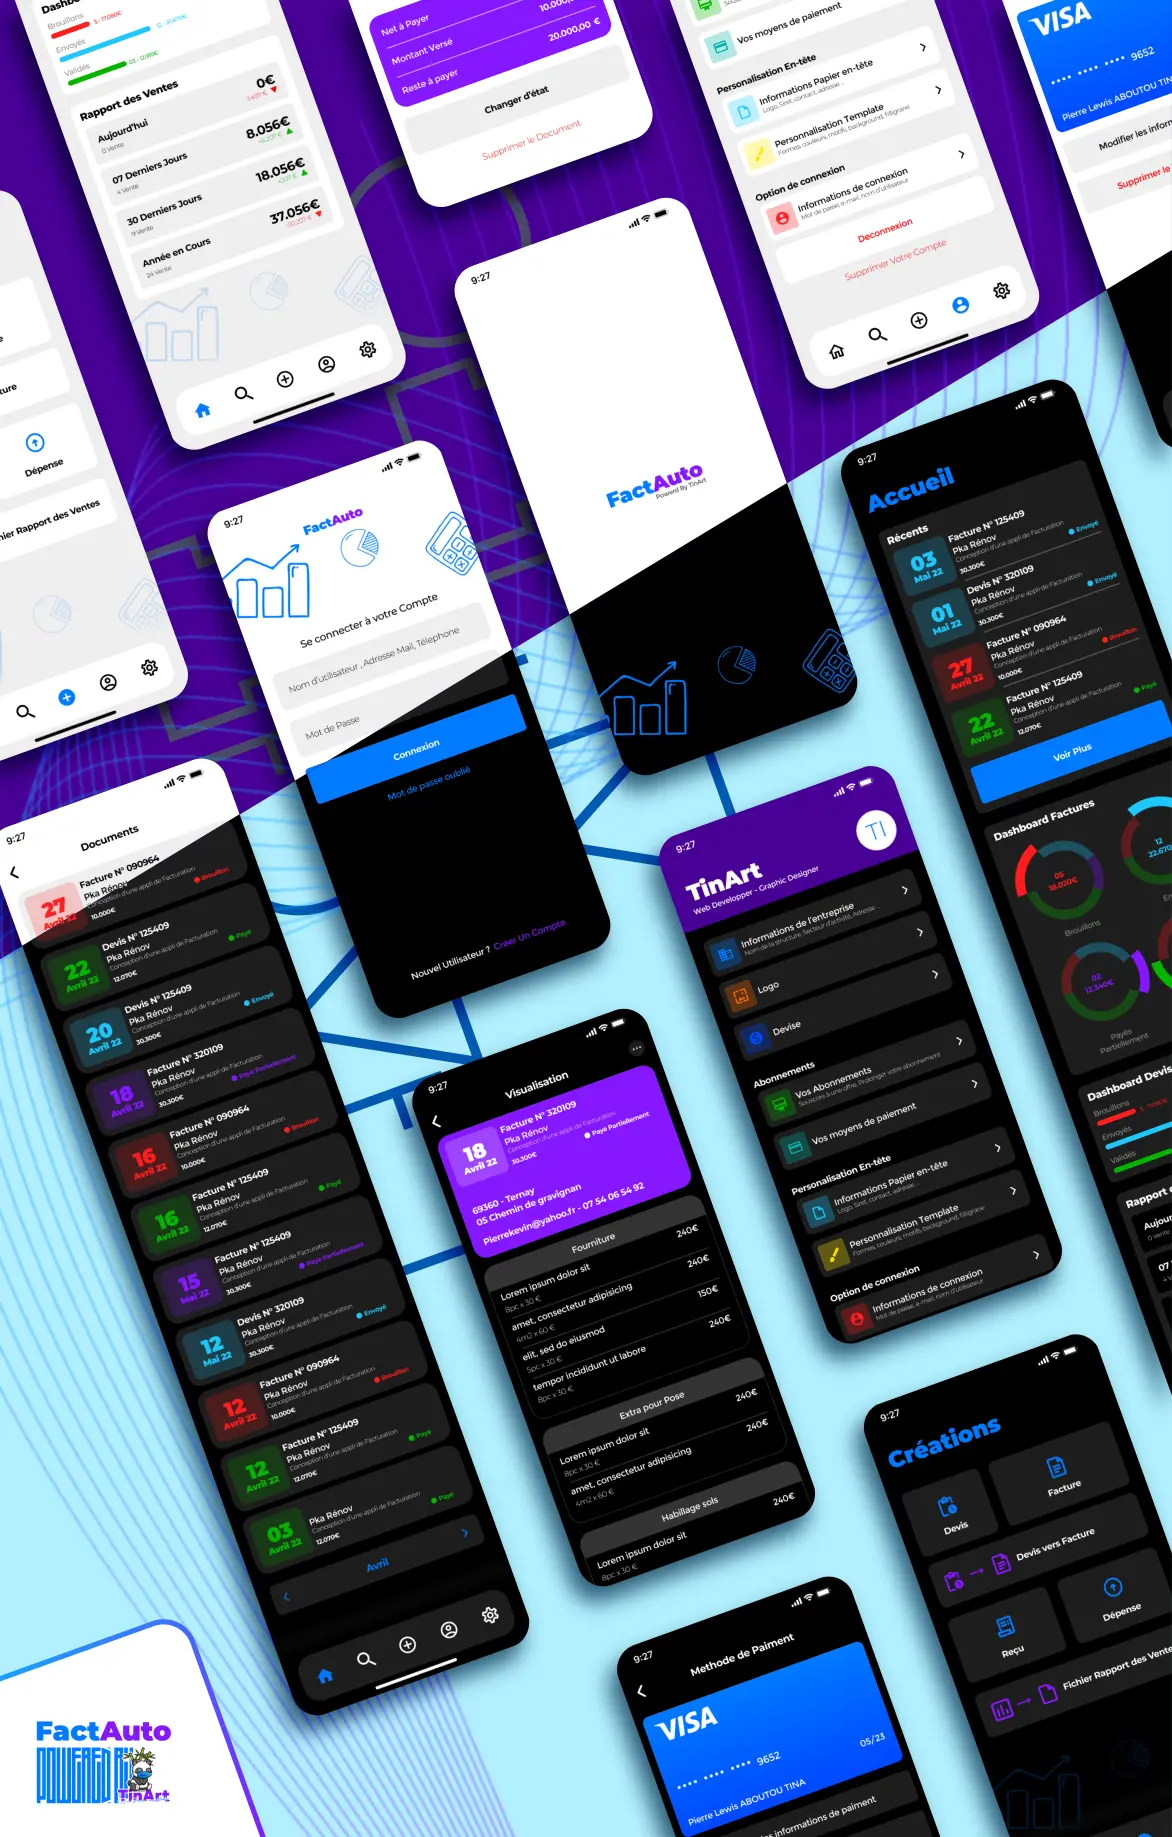 Dashbo
Brouillons
5 - 17.080€
Envoyés
12 - 30.670€
Validés
03 - 12.970€
Rapport des Ventes
Aujourd'hui
0 Vente
0€
07 Derniers Jours
4 Vente
8.056€
30 Derniers Jours
9 Vente
18.056€
Année en Cours
24 Vente
37.056€
Net à Payer
10.000,0
Montant Versé
20.000,00 €
Reste à payer
Changer d'état
Supprimer le Document
Vos moyens de paiement
Personalisation En-tête
Informations Papier en-tête
Logo, Siret, contact, adresse ...
Personnalisation Template
Formes, couleurs, motifs, background, filigrane
Option de connexion
Informations de connexion
Mot de passe, e-mail, nom d'utilisateur
Deconnexion
Supprimer Votre Compte
VISA
•••• •••• •••• 9652
Pierre Lewis ABOUTOU TIN
Modifier les inform
Supprimer le
ture
Dépense
hier Rapport des Ventes
9:27
FactAuto
Powerd By TinArt
9:27
FactAuto
Se connecter à votre Compte
Nom d'utilisateur , Adresse Mail, Télephone
Mot de Passe
Connexion
Mot de passe oublié
Nouvel Utilisateur ? Créer Un Compte
9:27
Accueil
Récents
03
Mai 22
Facture N° 125409
Pka Rénov
Conception d'une appli de Facturation
30.300€
Envoyé
01
Mai 22
Devis N° 320109
Pka Rénov
Conception d'une appli de Facturation
30.300€
Envoyé
27
Avril 22
Facture N° 090964
Pka Rénov
Conception d'une appli de Facturation
10.000€
Brouillon
22
Avril 22
Facture N° 125409
Pka Rénov
Conception d'une appli de Facturation
12.070€
Payé
Voir Plus
Dashboard Factures
05
16.020€
Brouillons
12
22.670
En
02
12.340€
Payés
Partiellement
Dashboard Devis
Brouillons
Envoyés
Validés
Rapport d
Aujour
0 vente
07
9:27
Documents
27
Avril 22
Facture N° 090964
Pka Rénov
Conception d'une appli de Facturation
10.000€
Brouillon
22
Avril 22
Devis N° 125409
Pka Rénov
Conception d'une appli de Facturation
12.070€
Payé
20
Avril 22
Devis N° 125409
Pka Rénov
Conception d'une appli de Facturation
30.300€
Envoyé
18
Avril 22
Facture N° 320109
Pka Rénov
Conception d'une appli de Facturation
30.300€
Payé Partiellement
16
Avril 22
Facture N° 090964
Pka Rénov
Conception d'une appli de Facturation
10.000€
Brouillon
16
Avril 22
Facture N° 125409
Pka Rénov
Conception d'une appli de Facturation
12.070€
Payé
15
Mai 22
Facture N° 125409
Pka Rénov
Conception d'une appli de Facturation
30.300€
Payé Partiellement
12
Mai 22
Devis N° 320109
Pka Rénov
Conception d'une appli de Facturation
30.300€
Envoyé
12
Avril 22
Facture N° 090964
Pka Rénov
Conception d'une appli de Facturation
10.000€
Brouillon
12
Avril 22
Facture N° 125409
Pka Rénov
Conception d'une appli de Facturation
12.070€
Payé
03
Avril 22
Pka Rénov
Conception d'une appli de Facturation
12.070€
Payé
Avril
9:27
TinArt
Web Developper - Graphic Designer
TI
Informations de l'entreprise
Nom de la structure, Secteur d'activité, Adresse ...
Logo
Devise
Abonnements
Vos Abonnements
Souscrire à une offre, Prolonger votre abonnement
Vos moyens de paiement
Personalisation En-tête
Informations Papier en-tête
Logo, Siret, contact, adresse ...
Personnalisation Template
Formes, couleurs, motifs, background, filigrane
Option de connexion
Informations de connexion
Mot de passe, e-mail, nom d'utilisateur
9:27
Visualisation
18
Avril 22
Facture N° 320109
Pka Rénov
Conception d'une appli de Facturation
30.300€
Payé Partiellement
69360 - Ternay
05 Chemin de gravignan
Pierrekevin@yahoo.fr - 07 54 06 54 92
Fourniture
Lorem ipsum dolor sit
8pc x 30 €
240€
amet, consectetur adipisicing
4m2 x 60 €
240€
elit, sed do eiusmod
5pc x 30 €
150€
tempor incididunt ut labore
8pc x 30 €
240€
Extra pour Pose
Lorem ipsum dolor sit
8pc x 30 €
240€
amet, consectetur adipisicing
4m2 x 60 €
240€
Habillage sols
Lorem ipsum dolor sit
8pc x 30 €
240€
9:27
Créations
Devis
Facture
Devis vers Facture
Reçu
Dépense
Fichier Rapport des Vente
9:27
Methode de Paiment
VISA
•••• •••• •••• 9652
05/23
Pierre Lewis ABOUTOU TINA
es informations de paiment
FactAuto
POWERED BY
TinArt